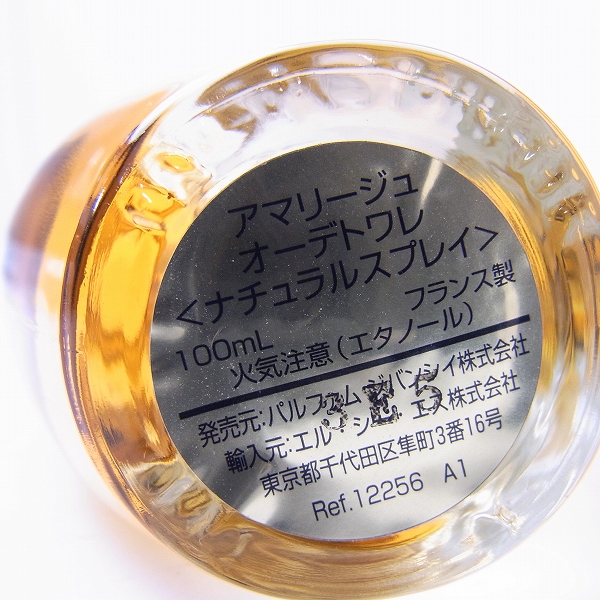 アマリージュ
オーデトワレ
<ナチュラルスプレイ>
フランス製
100mL
火気注意(エタノール)
発売元:パルファム ジバンシイ株式会社
3E5
輸入元:エル・シー・エス株式会社
東京都千代田区隼町3番16号
Ref.12256 A1